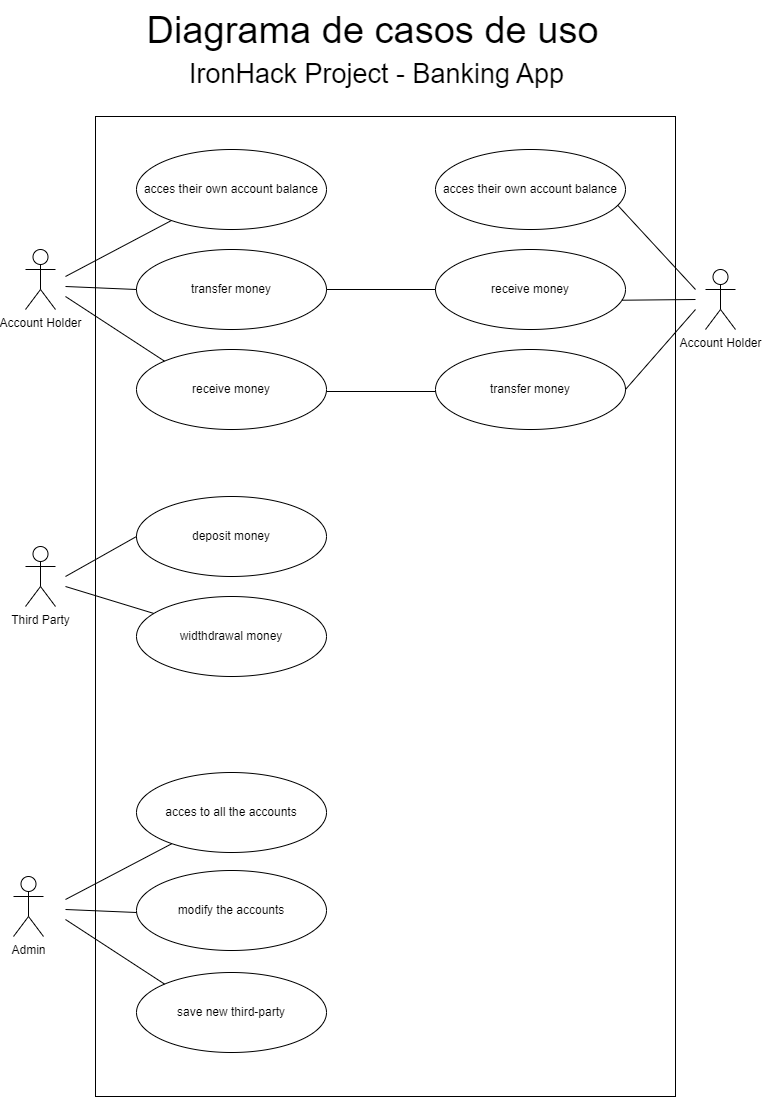 Diagrama de casos de uso
IronHack Project - Banking App
acces their own account balance
acces their own account balance
transfer money
receive money
Account Holder
Account Holder
receive money
transfer money
deposit money
Third Party
widthdrawal money
acces to all the accounts
modify the accounts
Admin
save new third-party